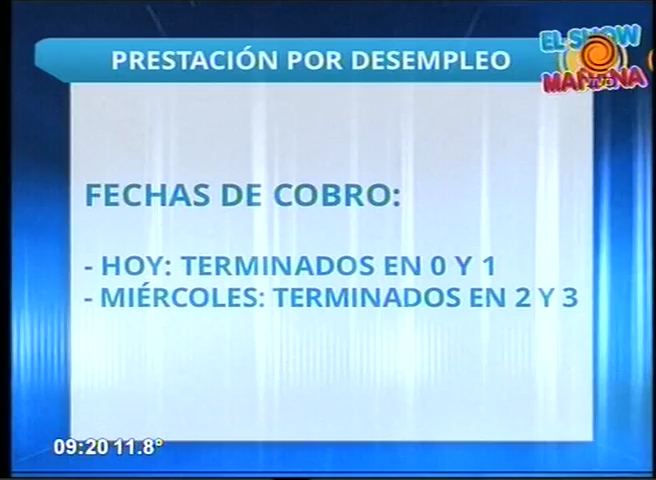 PRESTACIÓN POR DESEMPLEO
EL SHOW
MAÑANA
FECHAS DE COBRO:
- HOY: TERMINADOS EN 0 Y 1
- MIÉRCOLES: TERMINADOS EN 2 Y 3
09:20 11.8°